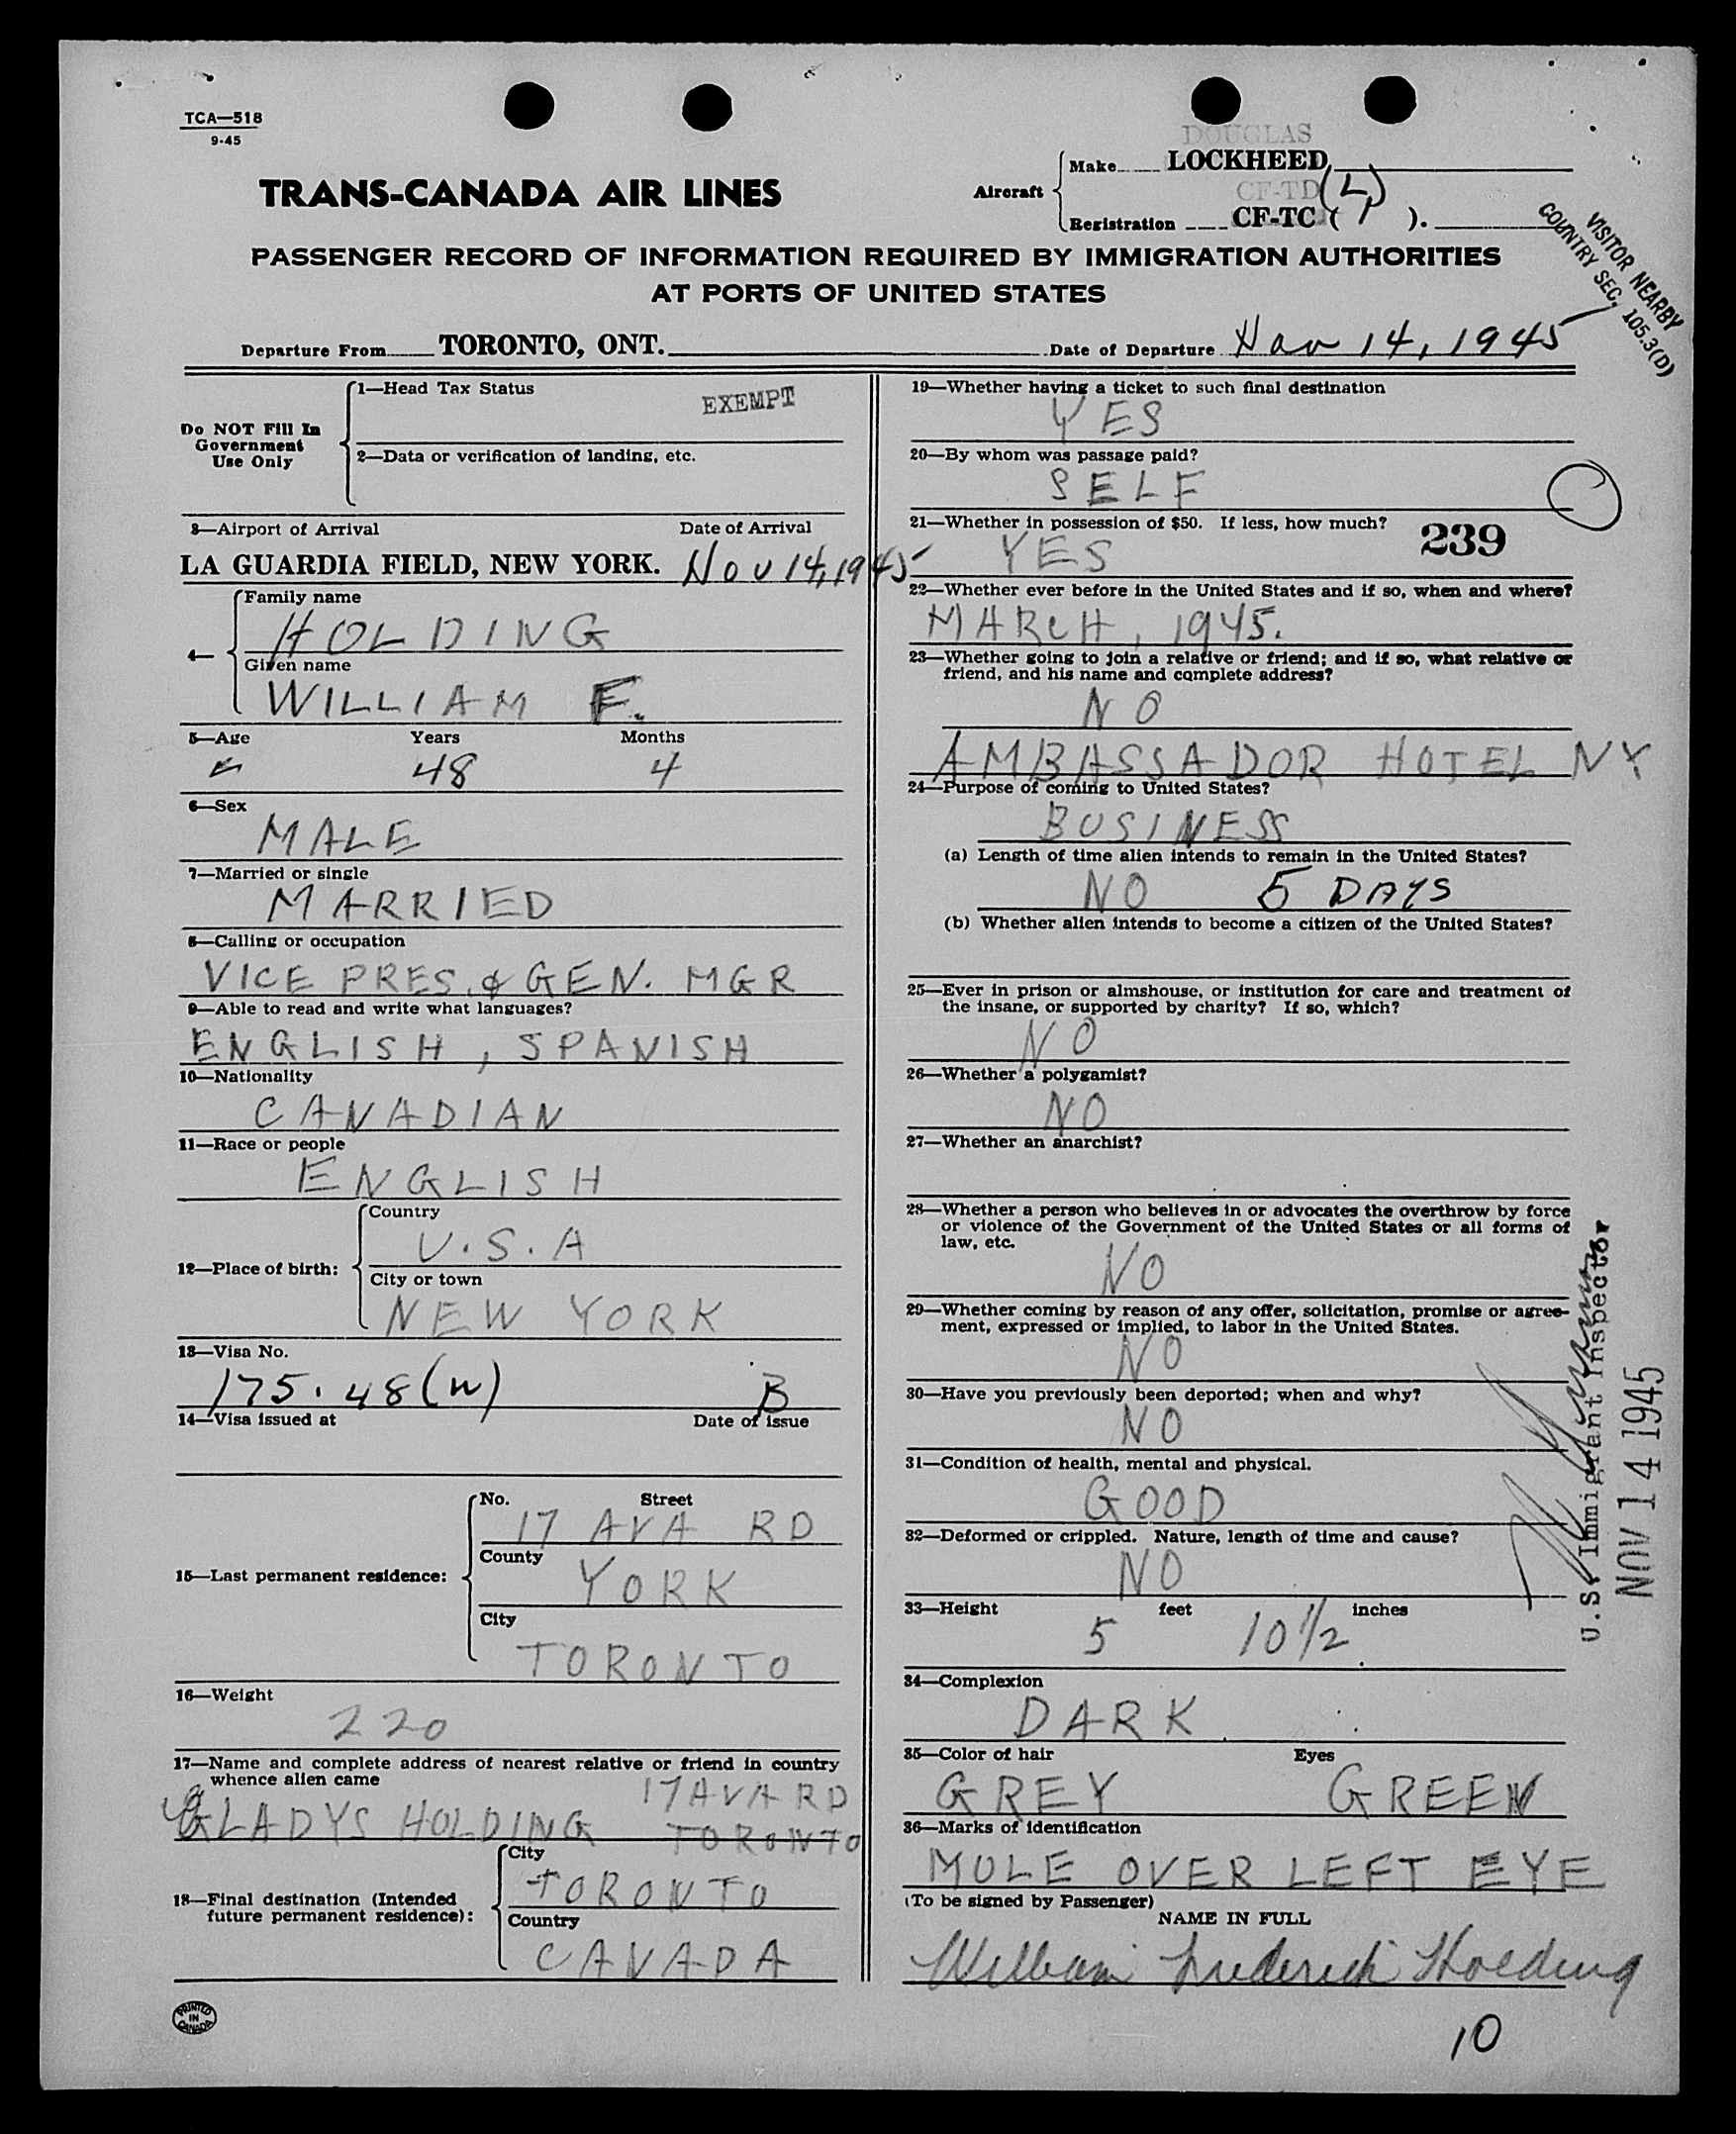 TCA—518
9-45
TRANS-CANADA AIR LINES
Aircraft
DOUGLAS
Make LOCKHEED
CF-TD (L)
Registration CF-TC ( ).
VISITOR NEARBY
COUNTRY SEC. 105.3(D)
PASSENGER RECORD OF INFORMATION REQUIRED BY IMMIGRATION AUTHORITIES
AT PORTS OF UNITED STATES
Departure From TORONTO, ONT. Date of Departure Nov 14, 1945
Do NOT Fill In
Government
Use Only
1—Head Tax Status
EXEMPT
2—Data or verification of landing, etc.
3—Airport of Arrival Date of Arrival
LA GUARDIA FIELD, NEW YORK. Nov 14, 1945
4—
Family name
HOLDING
Given name
WILLIAM F.
5—Age Years Months
48 4
6—Sex
MALE
7—Married or single
MARRIED
8—Calling or occupation
VICE PRES. & GEN. MGR
9—Able to read and write what languages?
ENGLISH, SPANISH
10—Nationality
CANADIAN
11—Race or people
ENGLISH
12—Place of birth:
Country
U.S.A
City or town
NEW YORK
13—Visa No.
175.48(w) B
14—Visa issued at Date of issue
15—Last permanent residence:
No. Street
17 AVA RD
County
YORK
City
TORONTO
16—Weight
220
17—Name and complete address of nearest relative or friend in country
whence alien came
17 AVA RD
GLADYS HOLDING TORONTO
18—Final destination (Intended
future permanent residence):
City
TORONTO
Country
CANADA
PRINTED
IN
CANADA
19—Whether having a ticket to such final destination
YES
20—By whom was passage paid?
SELF
21—Whether in possession of $50. If less, how much?
239
YES
22—Whether ever before in the United States and if so, when and where?
MARCH, 1945.
23—Whether going to join a relative or friend; and if so, what relative or
friend, and his name and complete address?
NO
AMBASSADOR HOTEL NY
24—Purpose of coming to United States?
BUSINESS
(a) Length of time alien intends to remain in the United States?
NO 5 DAYS
(b) Whether alien intends to become a citizen of the United States?
25—Ever in prison or almshouse, or institution for care and treatment of
the insane, or supported by charity? If so, which?
NO
26—Whether a polygamist?
NO
27—Whether an anarchist?
28—Whether a person who believes in or advocates the overthrow by force
or violence of the Government of the United States or all forms of
law, etc.
NO
29—Whether coming by reason of any offer, solicitation, promise or agree-
ment, expressed or implied, to labor in the United States.
NO
30—Have you previously been deported; when and why?
NO
31—Condition of health, mental and physical.
GOOD
32—Deformed or crippled. Nature, length of time and cause?
NO
33—Height feet inches
5 10½
34—Complexion
DARK
35—Color of hair Eyes
GREY GREEN
36—Marks of identification
MOLE OVER LEFT EYE
(To be signed by Passenger)
NAME IN FULL
William Frederick Holding
10
U.S. Immigrant Inspector
NOV 14 1945